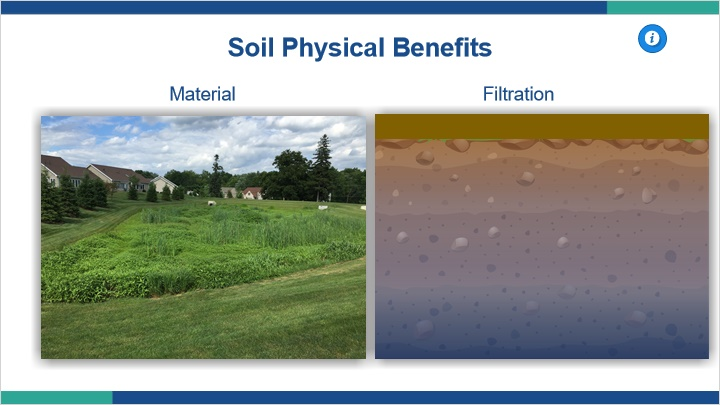 Soil Physical Benefits
i
Material
Filtration